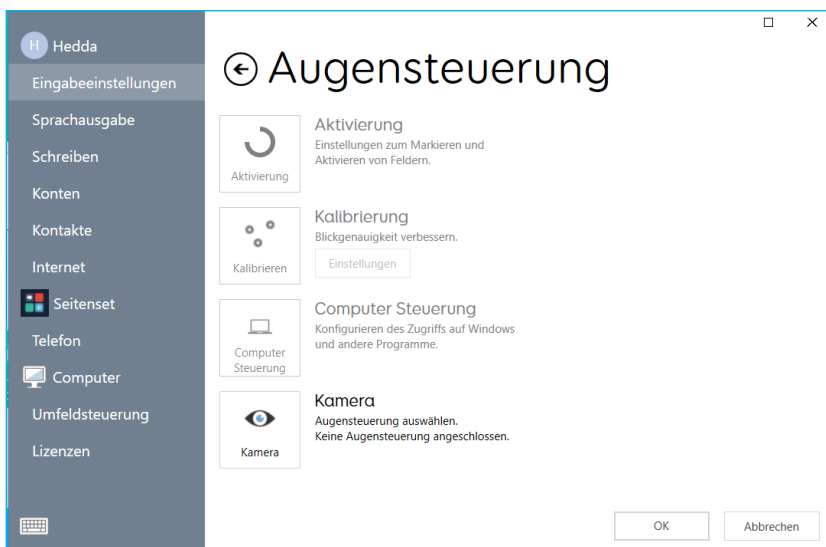 H Hedda
Eingabeeinstellungen
Sprachausgabe
Schreiben
Konten
Kontakte
Internet
Seitenset
Telefon
Computer
Umfeldsteuerung
Lizenzen
Augensteuerung
Aktivierung
Aktivierung
Einstellungen zum Markieren und
Aktivieren von Feldern.
Kalibrieren
Kalibrierung
Blickgenauigkeit verbessern.
Einstellungen
Computer
Steuerung
Computer Steuerung
Konfigurieren des Zugriffs auf Windows
und andere Programme.
Kamera
Kamera
Augensteuerung auswählen.
Keine Augensteuerung angeschlossen.
OK
Abbrechen